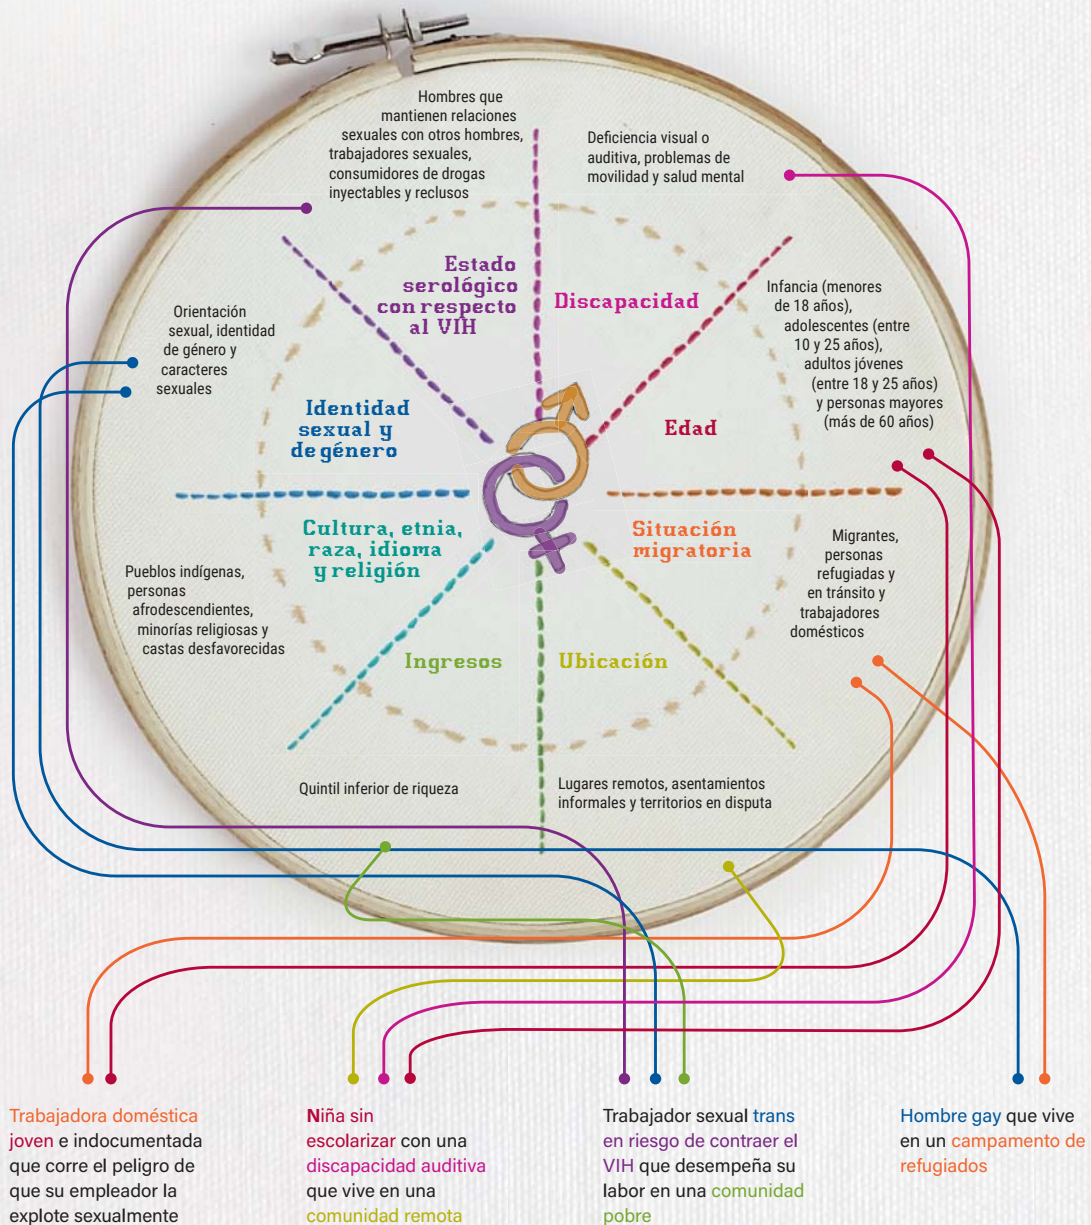 Hombres que
mantienen relaciones
sexuales con otros hombres,
trabajadores sexuales,
consumidores de drogas
inyectables y reclusos
Deficiencia visual o
auditiva, problemas de
movilidad y salud mental
Estado
serológico
con respecto
al VIH
Discapacidad
Orientación
sexual, identidad
de género y
caracteres
sexuales
Infancia (menores
de 18 años),
adolescentes (entre
10 y 25 años),
adultos jóvenes
(entre 18 y 25 años)
y personas mayores
(más de 60 años)
Identidad
sexual y
de género
Edad
Cultura, etnia,
raza, idioma
y religión
Situación
migratoria
Pueblos indígenas,
personas
afrodescendientes,
minorías religiosas y
castas desfavorecidas
Migrantes,
personas
refugiadas y
en tránsito y
trabajadores
domésticos
Ingresos
Ubicación
Quintil inferior de riqueza
Lugares remotos, asentamientos
informales y territorios en disputa
Trabajadora doméstica
joven e indocumentada
que corre el peligro de
que su empleador la
explote sexualmente
Niña sin
escolarizar con una
discapacidad auditiva
que vive en una
comunidad remota
Trabajador sexual trans
en riesgo de contraer el
VIH que desempeña su
labor en una comunidad
pobre
Hombre gay que vive
en un campamento de
refugiados